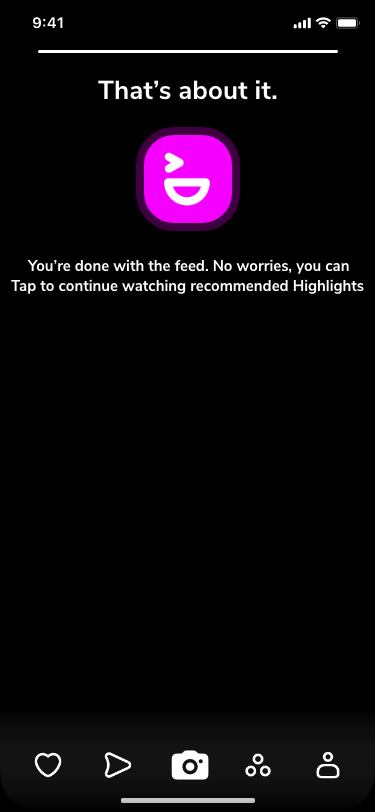 9:41
That’s about it.
You’re done with the feed. No worries, you can
Tap to continue watching recommended Highlights